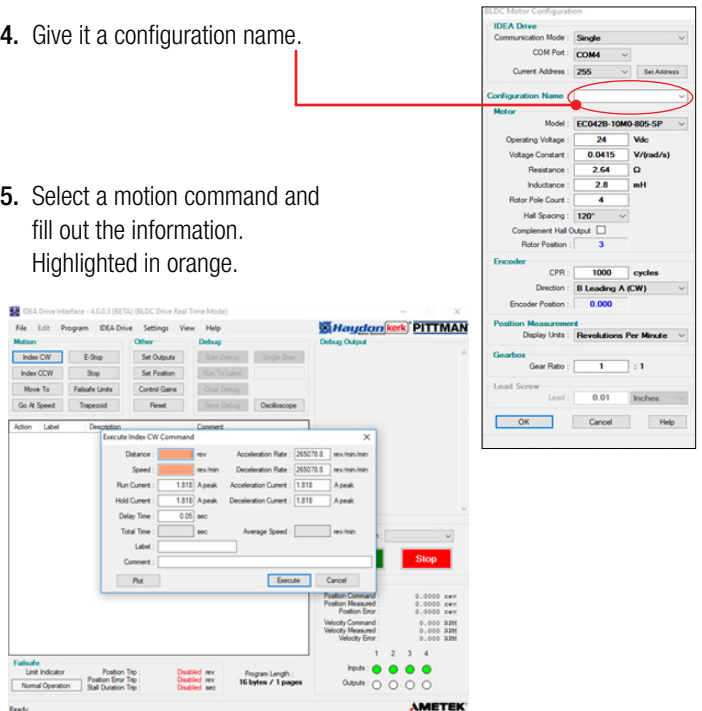 4. Give it a configuration name.
5. Select a motion command and
fill out the information.
Highlighted in orange.
BLDC Motor Configuration
IDEA Drive
Communication Mode : Single
COM Port : COM4
Current Address : 255 Set Address
Configuration Name :
Motor
Model : EC042B-10M0-805-SP
Operating Voltage : 24 Vdc
Voltage Constant : 0.0415 V/(rad/s)
Resistance : 2.64 Ω
Inductance : 2.8 mH
Rotor Pole Count : 4
Hall Spacing : 120°
Complement Hall Output
Rotor Position : 3
Encoder
CPR : 1000 cycles
Direction : B Leading A (CW)
Encoder Position : 0.000
Position Measurement
Display Units : Revolutions Per Minute
Gearbox
Gear Ratio : 1 : 1
Lead Screw
Lead : 0.01 Inches
OK Cancel Help
IDEA Drive Interface - 4.0.0.3 (BETA) (BLDC Drive Real Time Mode)
File Edit Program IDEA Drive Settings View Help
Haydon kerk PITTMAN
Motion Other Debug Debug Output
Index CW E-Stop Set Outputs Start Debug Single Step
Index CCW Stop Set Position Run To Label
Move To Failsafe Limits Control Gains Clear Debug
Go At Speed Trapezoid Reset Save Debug Oscilloscope
Action Label Description Comment
Execute Index CW Command
Distance : rev Acceleration Rate : 265078.8 rev/min/min
Speed : rev/min Deceleration Rate : 265078.8 rev/min/min
Run Current : 1.818 A peak Acceleration Current : 1.818 A peak
Hold Current : 1.818 A peak Deceleration Current : 1.818 A peak
Delay Time : 0.05 sec
Total Time : sec Average Speed : rev/min
Label :
Comment :
Plot Execute Cancel
Stop
Position Command : 0.0000 rev
Position Measured : 0.0000 rev
Position Error : 0.0000 rev
Velocity Command : 0.000 RPM
Velocity Measured : 0.000 RPM
Velocity Error : 0.000 RPM
1 2 3 4
Inputs :
Outputs :
Failsafe
Limit Indicator
Normal Operation
Position Trip : Disabled rev
Position Error Trip : Disabled rev
Stall Duration Trip : Disabled sec
Program Length :
16 bytes / 1 pages
Ready
AMETEK